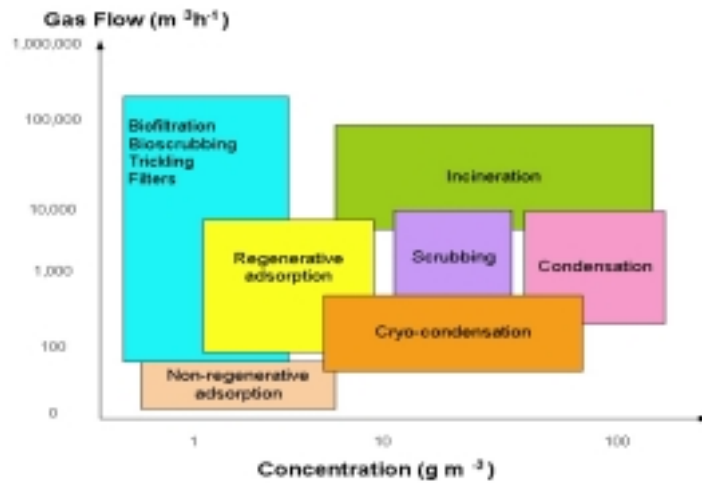 Gas Flow (m ³h⁻¹)
1,000,000
100,000
10,000
1,000
100
0
Biofiltration
Bioscrubbing
Trickling
Filters
Incineration
Regenerative
adsorption
Scrubbing
Condensation
Cryo-condensation
Non-regenerative
adsorption
1
10
100
Concentration (g m ⁻³)